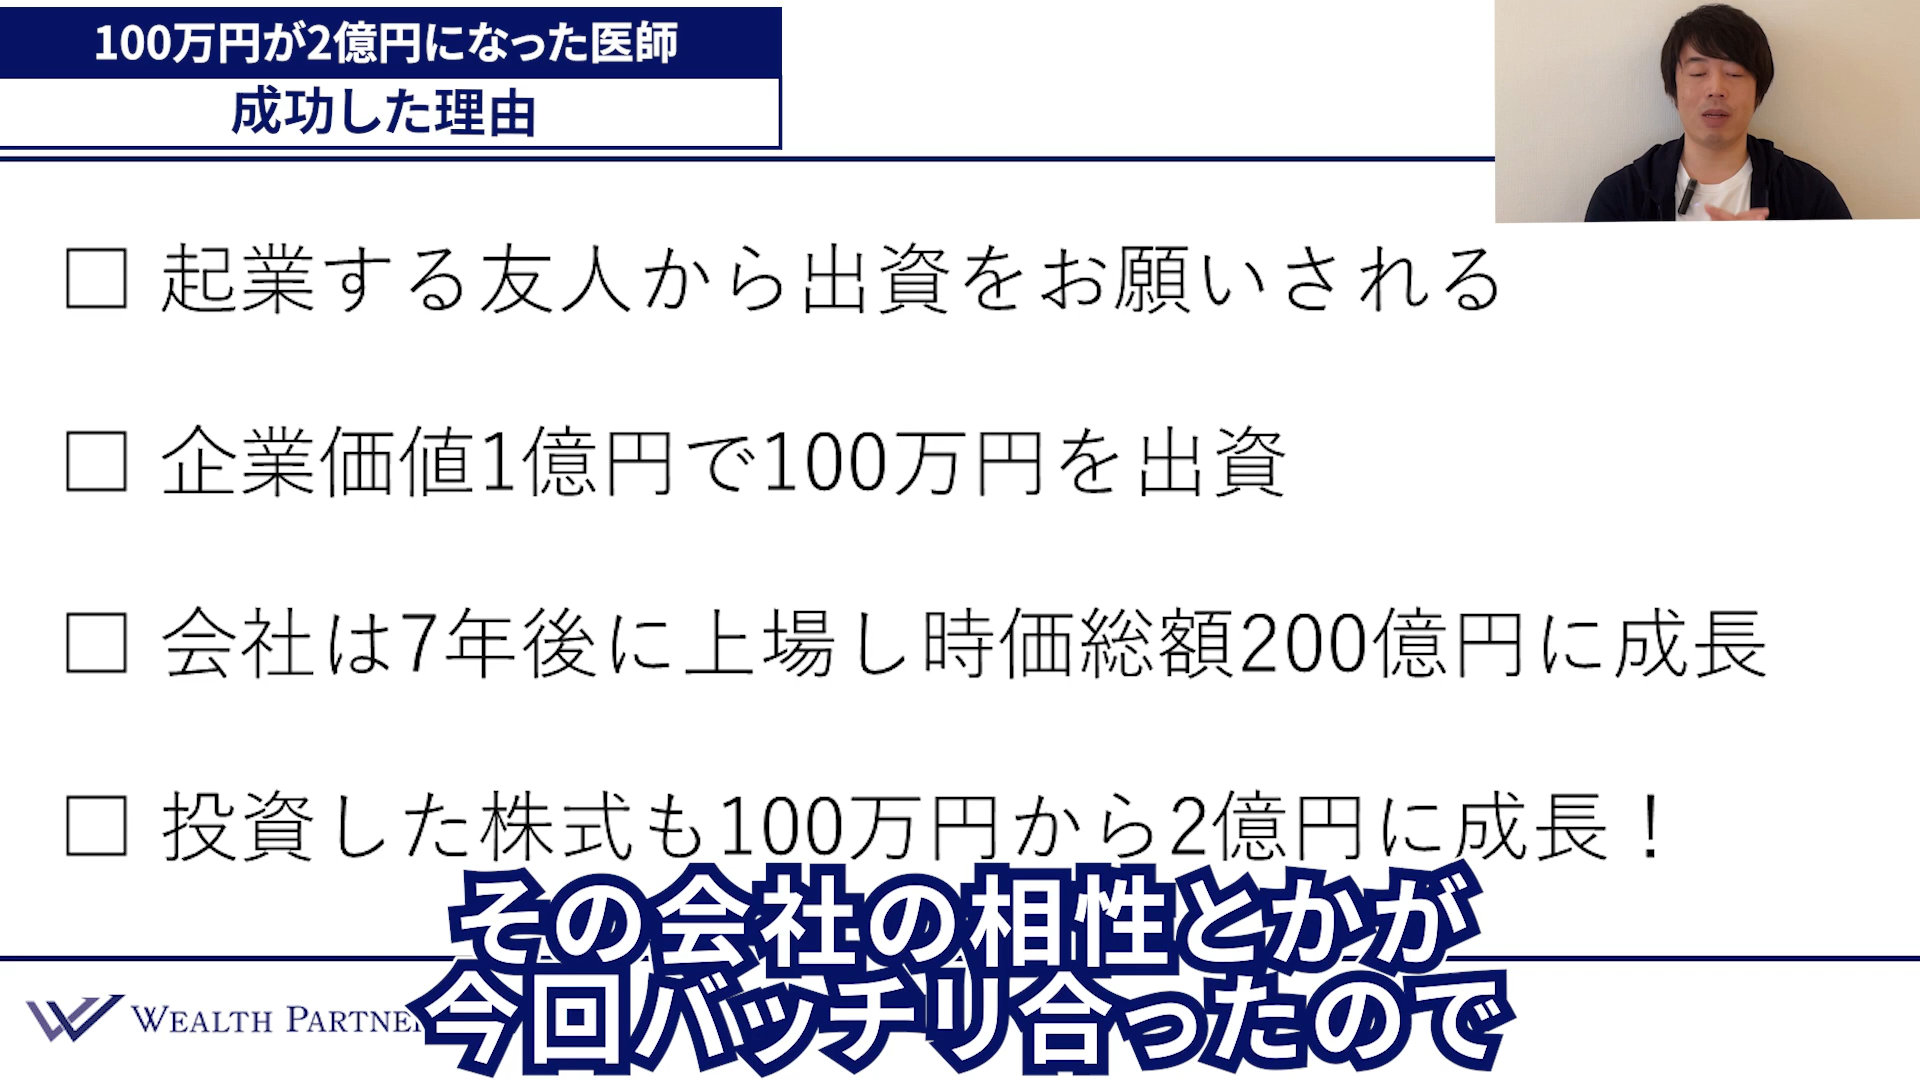 100万円が2億円になった医師
成功した理由
□ 起業する友人から出資をお願いされる
□ 企業価値1億円で100万円を出資
□ 会社は7年後に上場し時価総額200億円に成長
□ 投資した株式も100万円から2億円に成長！
その会社の相性とかが
今回バッチリ合ったので
WEALTH PARTNE